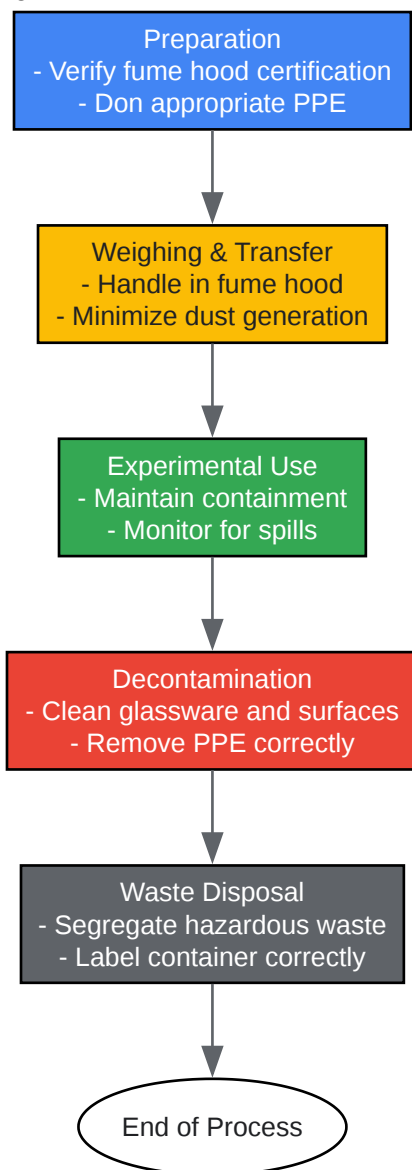 Preparation
- Verify fume hood certification
- Don appropriate PPE
Weighing & Transfer
- Handle in fume hood
- Minimize dust generation
Experimental Use
- Maintain containment
- Monitor for spills
Decontamination
- Clean glassware and surfaces
- Remove PPE correctly
Waste Disposal
- Segregate hazardous waste
- Label container correctly
End of Process